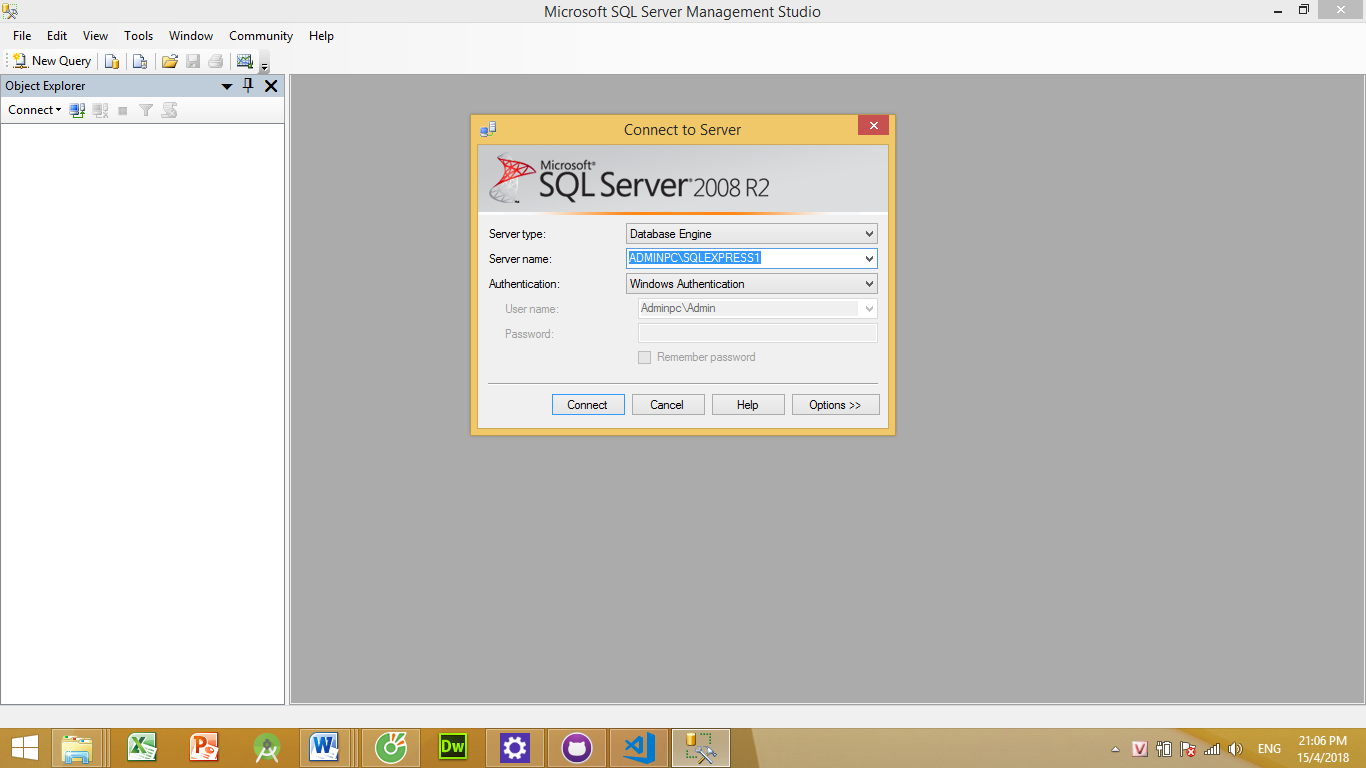 Microsoft SQL Server Management Studio
File Edit View Tools Window Community Help
New Query
Object Explorer
Connect
Connect to Server
Microsoft®
SQL Server® 2008 R2
Server type: Database Engine
Server name: ADMINPC\SQLEXPRESS1
Authentication: Windows Authentication
User name: Adminpc\Admin
Password:
Remember password
Connect Cancel Help Options >>
Dw
ENG
21:06 PM
15/4/2018